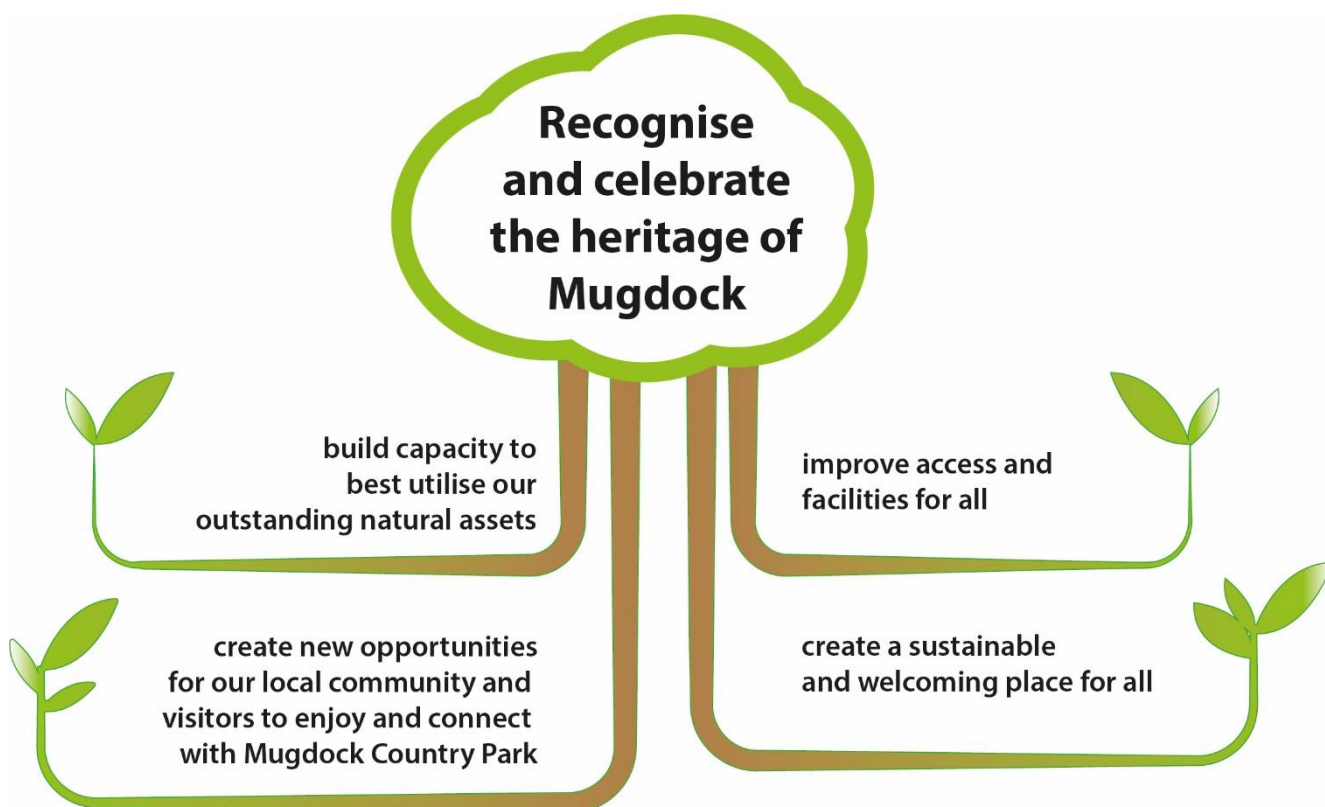 Recognise
and celebrate
the heritage of
Mugdock
build capacity to
best utilise our
outstanding natural assets
improve access and
facilities for all
create new opportunities
for our local community and
visitors to enjoy and connect
with Mugdock Country Park
create a sustainable
and welcoming place for all